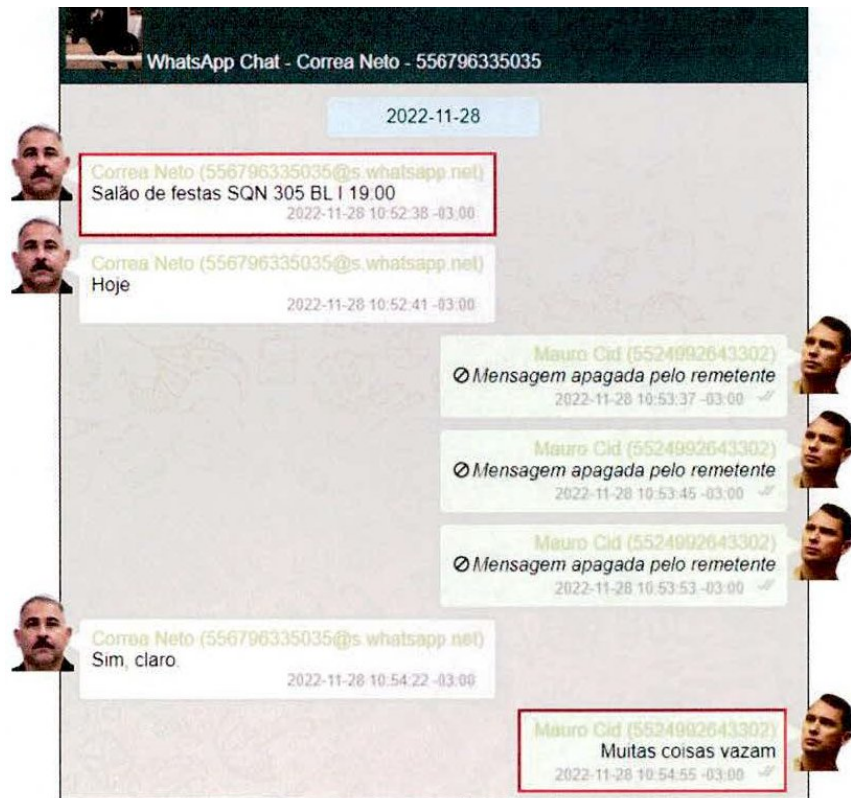 WhatsApp Chat - Correa Neto - 556796335035
2022-11-28
Correa Neto (556796335035@s.whatsapp.net)
Salão de festas SQN 305 BL I 19:00
2022-11-28 10:52:38 -03:00
Correa Neto (556796335035@s.whatsapp.net)
Hoje
2022-11-28 10:52:41 -03:00
Mauro Cid (5524992643302)
Mensagem apagada pelo remetente
2022-11-28 10:53:37 -03:00
Mauro Cid (5524992643302)
Mensagem apagada pelo remetente
2022-11-28 10:53:45 -03:00
Mauro Cid (5524992643302)
Mensagem apagada pelo remetente
2022-11-28 10:53:53 -03:00
Correa Neto (556796335035@s.whatsapp.net)
Sim, claro.
2022-11-28 10:54:22 -03:00
Mauro Cid (5524992643302)
Muitas coisas vazam
2022-11-28 10:54:55 -03:00